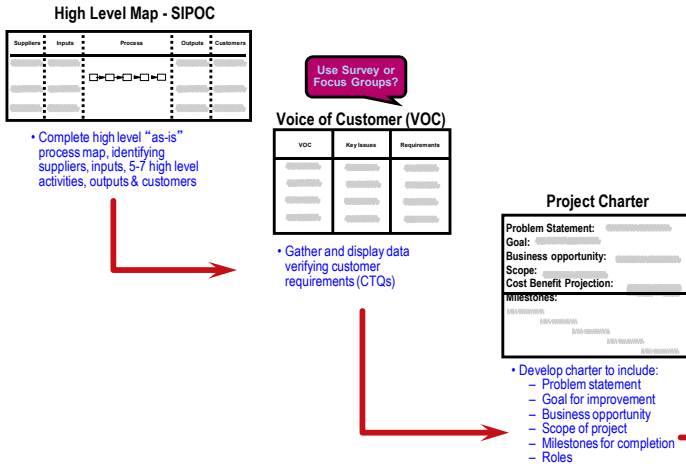 High Level Map - SIPOC
Suppliers Inputs Process Outputs Customers
• Complete high level “as-is”
process map, identifying
suppliers, inputs, 5-7 high level
activities, outputs & customers
Use Survey or
Focus Groups?
Voice of Customer (VOC)
VOC Key Issues Requirements
• Gather and display data
verifying customer
requirements (CTQs)
Project Charter
Problem Statement:
Goal:
Business opportunity:
Scope:
Cost Benefit Projection:
Milestones:
• Develop charter to include:
– Problem statement
– Goal for improvement
– Business opportunity
– Scope of project
– Milestones for completion
– Roles